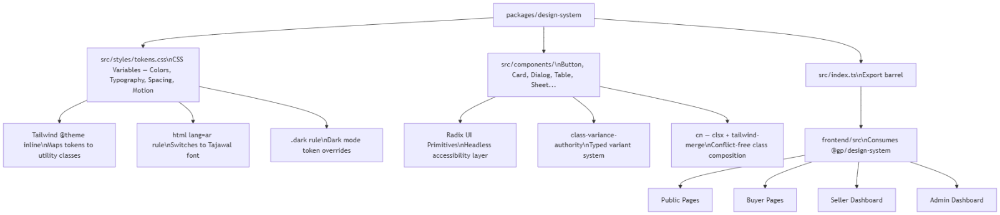 packages/design-system
src/styles/tokens.css\nCSS
Variables — Colors,
Typography, Spacing,
Motion
src/components/\nButton,
Card, Dialog, Table,
Sheet...
src/index.ts\nExport barrel
Tailwind @theme
inline\nMaps tokens to
utility classes
html lang=ar
rule\nSwitches to Tajawal
font
.dark rule\nDark mode
token overrides
Radix UI
Primitives\nHeadless
accessibility layer
class-variance-
authority\nTyped variant
system
cn — clsx + tailwind-
merge\nConflict-free class
composition
frontend/src\nConsumes
@gp/design-system
Public Pages
Buyer Pages
Seller Dashboard
Admin Dashboard